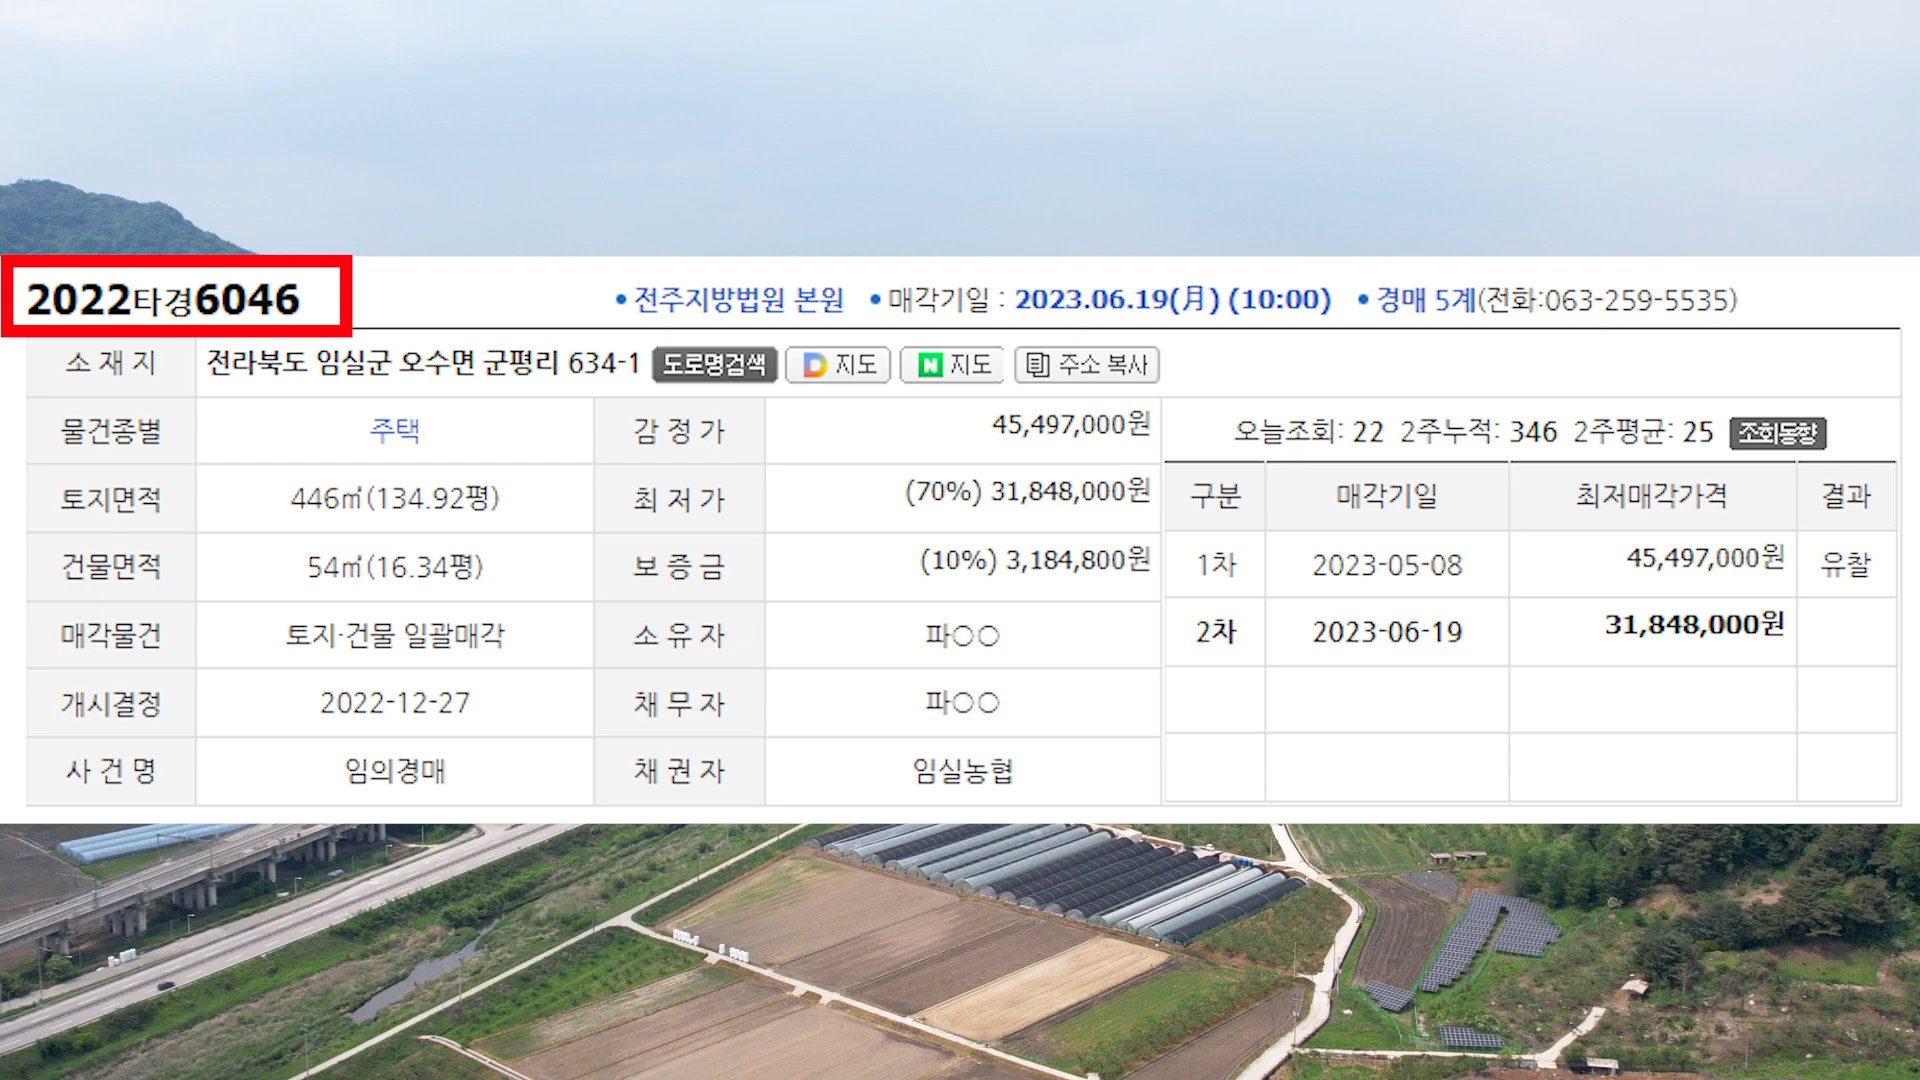 2022타경6046
• 전주지방법원 본원 • 매각기일 : 2023.06.19(月) (10:00) • 경매 5계(전화:063-259-5535)
소 재 지 전라북도 임실군 오수면 군평리 634-1 도로명검색 D 지도 N 지도 주소 복사
물건종별 주택 감 정 가 45,497,000원 오늘조회: 22 2주누적: 346 2주평균: 25 조회동향
토지면적 446㎡(134.92평) 최 저 가 (70%) 31,848,000원 구분 매각기일 최저매각가격 결과
건물면적 54㎡(16.34평) 보 증 금 (10%) 3,184,800원 1차 2023-05-08 45,497,000원 유찰
매각물건 토지·건물 일괄매각 소 유 자 파○○ 2차 2023-06-19 31,848,000원
개시결정 2022-12-27 채 무 자 파○○
사 건 명 임의경매 채 권 자 임실농협